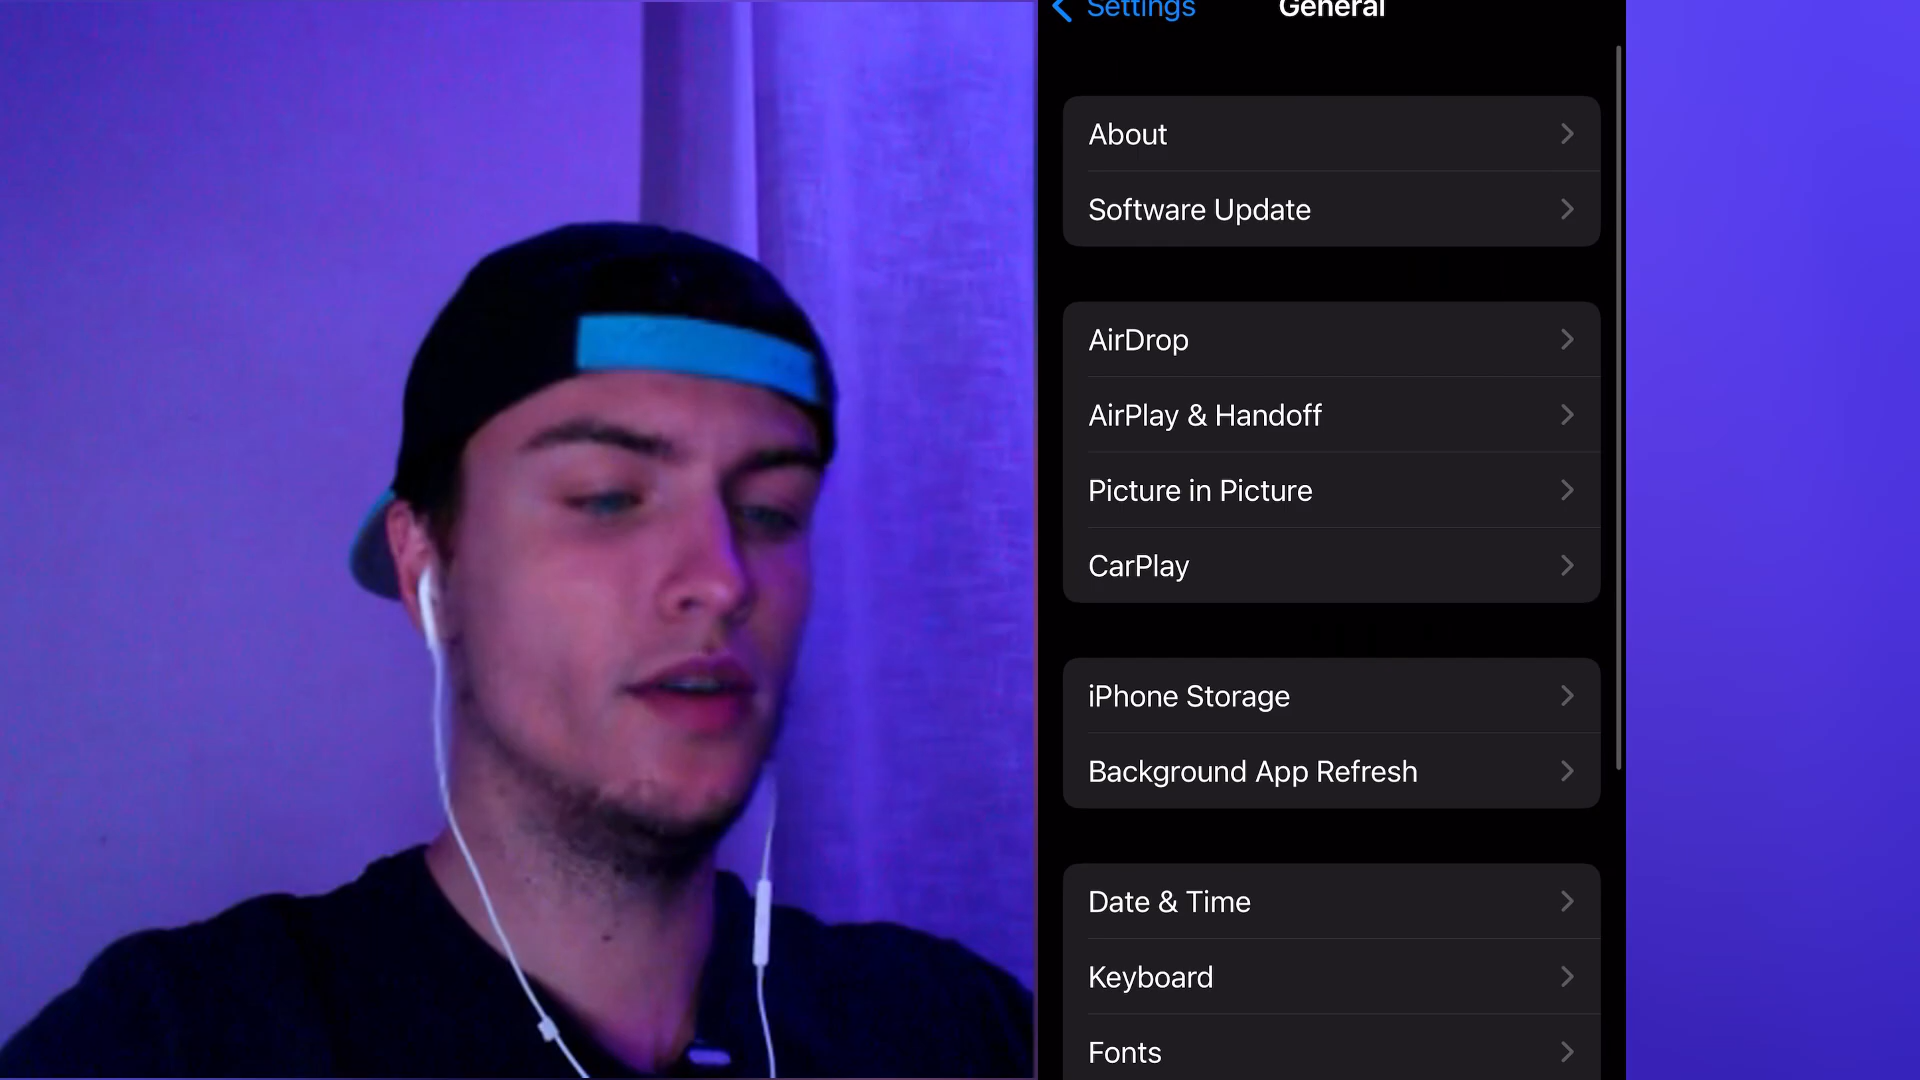 Settings
General
About
Software Update
AirDrop
AirPlay & Handoff
Picture in Picture
CarPlay
iPhone Storage
Background App Refresh
Date & Time
Keyboard
Fonts